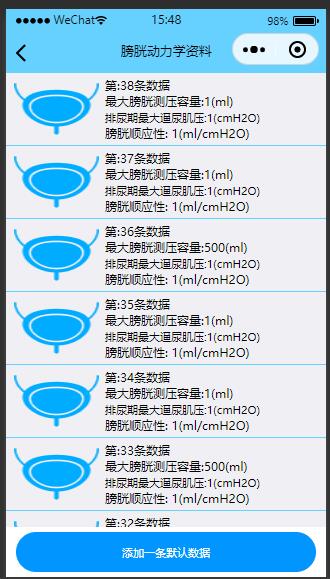 WeChat 15:48 98%
膀胱动力学资料
第:38条数据
最大膀胱测压容量:1(ml)
排尿期最大逼尿肌压:1(cmH2O)
膀胱顺应性: 1(ml/cmH2O)
第:37条数据
最大膀胱测压容量:1(ml)
排尿期最大逼尿肌压:1(cmH2O)
膀胱顺应性: 1(ml/cmH2O)
第:36条数据
最大膀胱测压容量:500(ml)
排尿期最大逼尿肌压:1(cmH2O)
膀胱顺应性: 1(ml/cmH2O)
第:35条数据
最大膀胱测压容量:1(ml)
排尿期最大逼尿肌压:1(cmH2O)
膀胱顺应性: 1(ml/cmH2O)
第:34条数据
最大膀胱测压容量:1(ml)
排尿期最大逼尿肌压:1(cmH2O)
膀胱顺应性: 1(ml/cmH2O)
第:33条数据
最大膀胱测压容量:500(ml)
排尿期最大逼尿肌压:1(cmH2O)
膀胱顺应性: 1(ml/cmH2O)
第:32条数据
添加一条默认数据